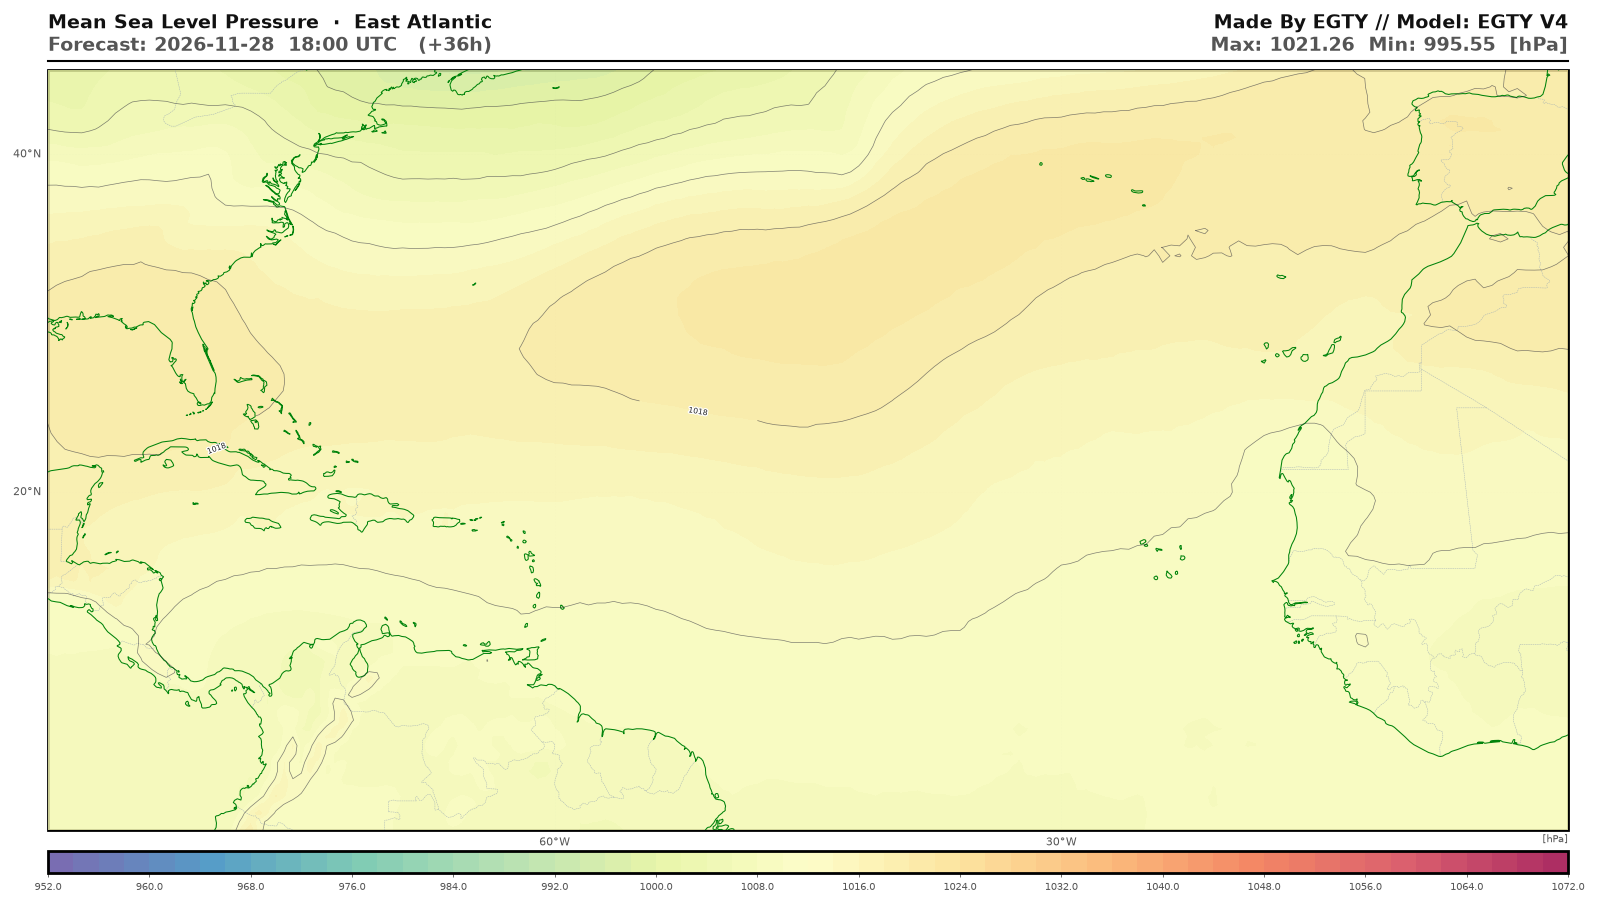 Mean Sea Level Pressure · East Atlantic
Made By EGTY // Model: EGTY V4
Forecast: 2026-11-28 18:00 UTC (+36h)
Max: 1021.26 Min: 995.55 [hPa]
40°N
1018
1018
20°N
60°W
30°W
[hPa]
952.0 960.0 968.0 976.0 984.0 992.0 1000.0 1008.0 1016.0 1024.0 1032.0 1040.0 1048.0 1056.0 1064.0 1072.0